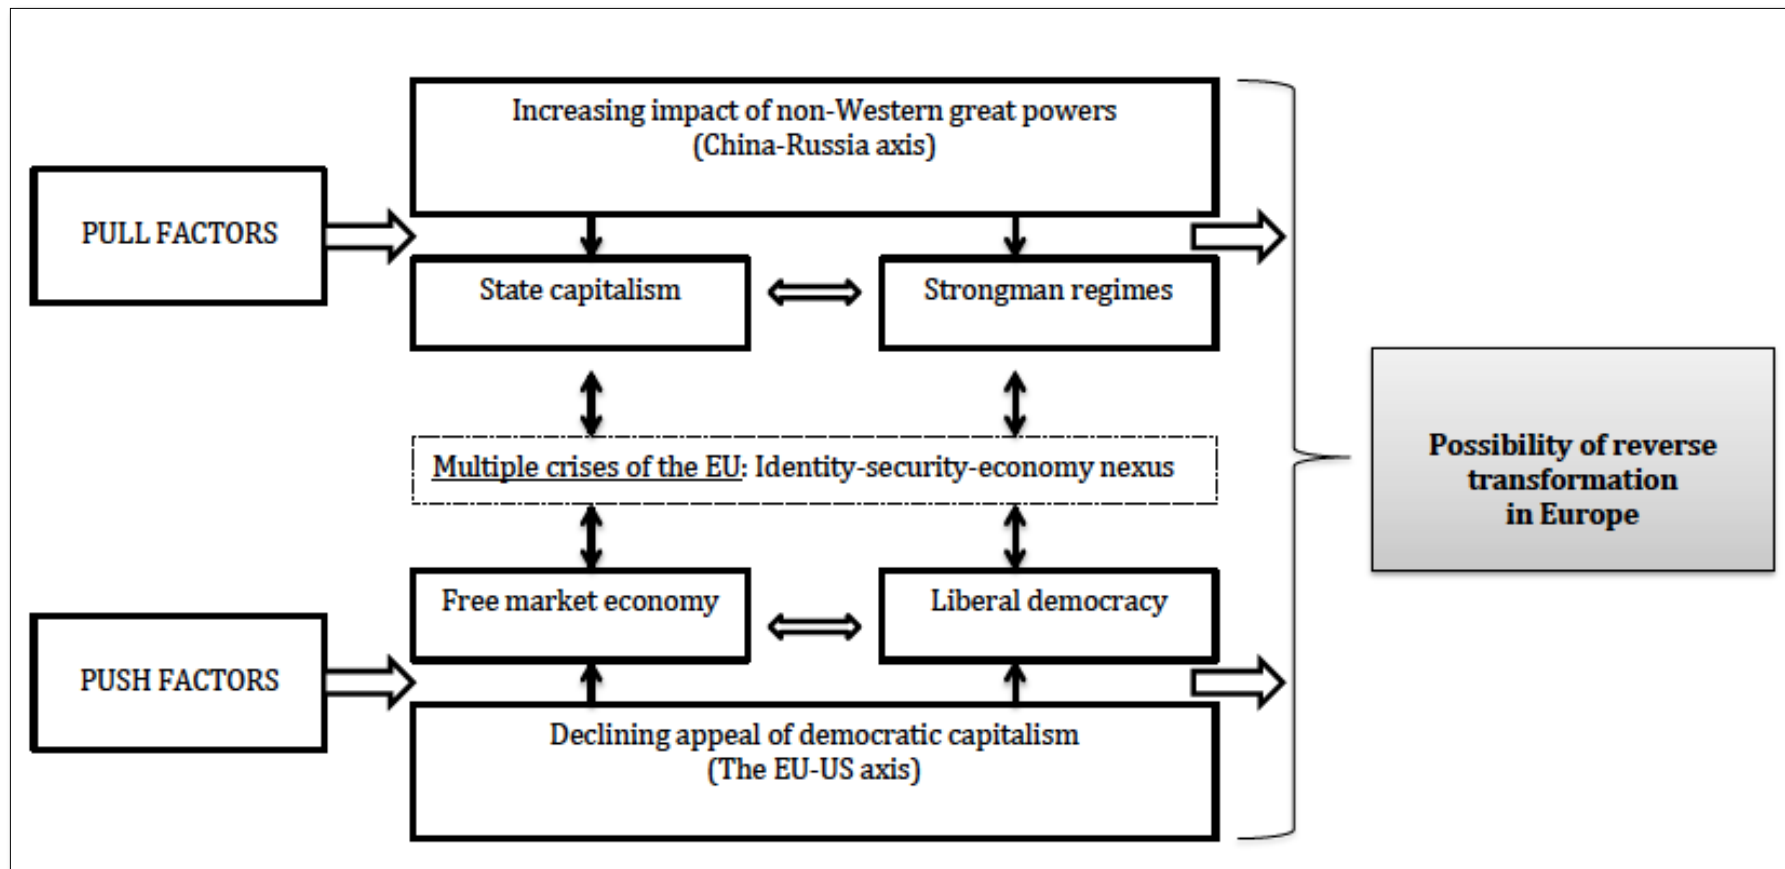 Increasing impact of non-Western great powers
(China-Russia axis)
PULL FACTORS
State capitalism
Strongman regimes
Multiple crises of the EU: Identity-security-economy nexus
Possibility of reverse
transformation
in Europe
Free market economy
Liberal democracy
PUSH FACTORS
Declining appeal of democratic capitalism
(The EU-US axis)